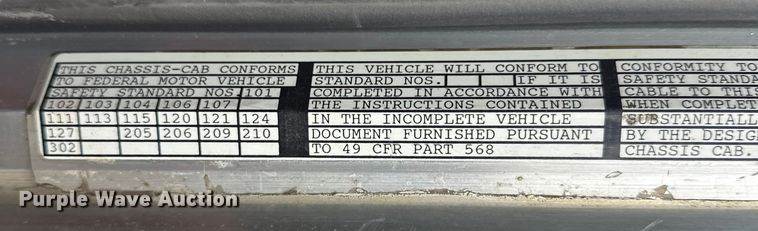 THIS CHASSIS-CAB CONFORMS
TO FEDERAL MOTOR VEHICLE
SAFETY STANDARD NOS. 101
102 103 104 106 107
111 113 115 120 121 124
127 205 206 209 210
302
THIS VEHICLE WILL CONFORM TO
STANDARD NOS. IF IT IS
COMPLETED IN ACCORDANCE WITH
THE INSTRUCTIONS CONTAINED
IN THE INCOMPLETE VEHICLE
DOCUMENT FURNISHED PURSUANT
TO 49 CFR PART 568
CONFORMITY TO
SAFETY STANDA
CABLE TO THIS
WHEN COMPLET
SUBSTANTIALL
BY THE DESIG
CHASSIS CAB.
Purple Wave Auction